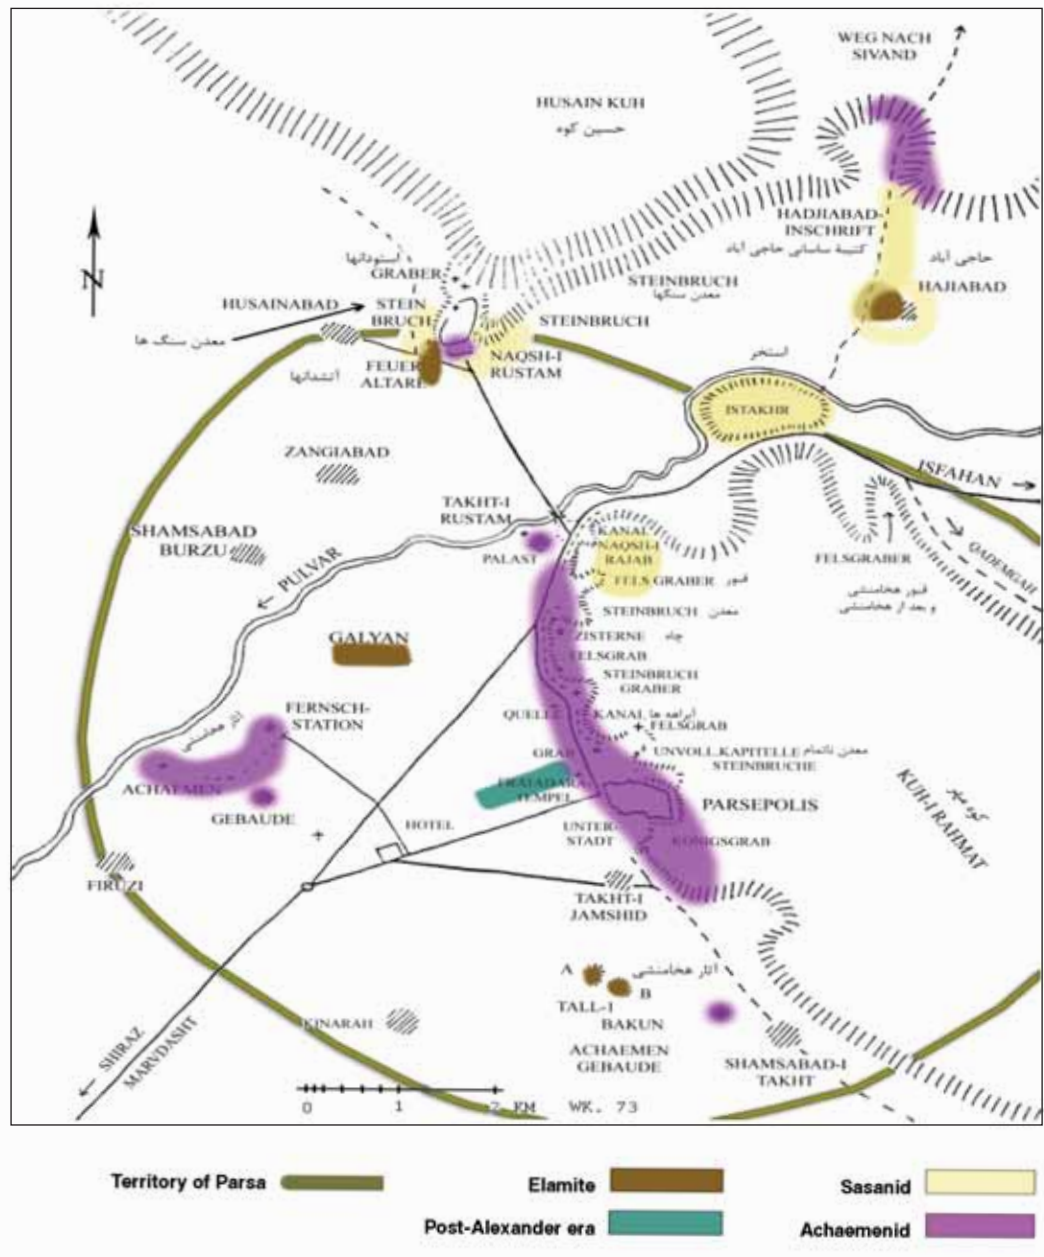 WEG NACH
SIVAND
HUSAIN KUH
حسین کوه
HADJIABAD-
INSCHRIFT
کتیبهٔ ساسانی حاجی آباد
حاجی آباد
HAJIABAD
استودانها
GRABER
STEINBRUCH
معدن سنگها
HUSAINABAD
STEIN
BRUCH
STEINBRUCH
معدن سنگ ها
FEUER
ALTARE
آتشدانها
NAQSH-I
RUSTAM
استخر
ISTAKHR
ZANGIABAD
ISFAHAN
TAKHT-I
RUSTAM
SHAMSABAD
BURZU
PALAST
KANAL
NAQSH-I
RAJAB
FELSGRABER
QADEMGAH
PULVAR
FELS GRABER قبور
قبور هخامنشی
و بعد از هخامنشی
STEINBRUCH معدن
GALYAN
ZISTERNE چاه
FELSGRAB
STEINBRUCH
GRABER
FERNSCH-
STATION
آثار هخامنشی
QUELLE
KANAL آبراهه ها
FELSGRAB
GRAB
UNVOLL.KAPITELLE معدن ناتمام
STEINBRUCHE
ACHAEMEN
FRATADARA
TEMPEL
PARSEPOLIS
KUH-I RAHMAT
کوه مهر
GEBAUDE
HOTEL
UNTER-
STADT
KONIGSGRAB
FIRUZI
TAKHT-I
JAMSHID
A
آثار هخامنشی
B
TALL-I
BAKUN
KINARAH
ACHAEMEN
GEBAUDE
SHAMSABAD-I
TAKHT
SHIRAZ
MARVDASHT
0 1 2 KM WK. 73
N
Territory of Parsa
Elamite
Sasanid
Post-Alexander era
Achaemenid